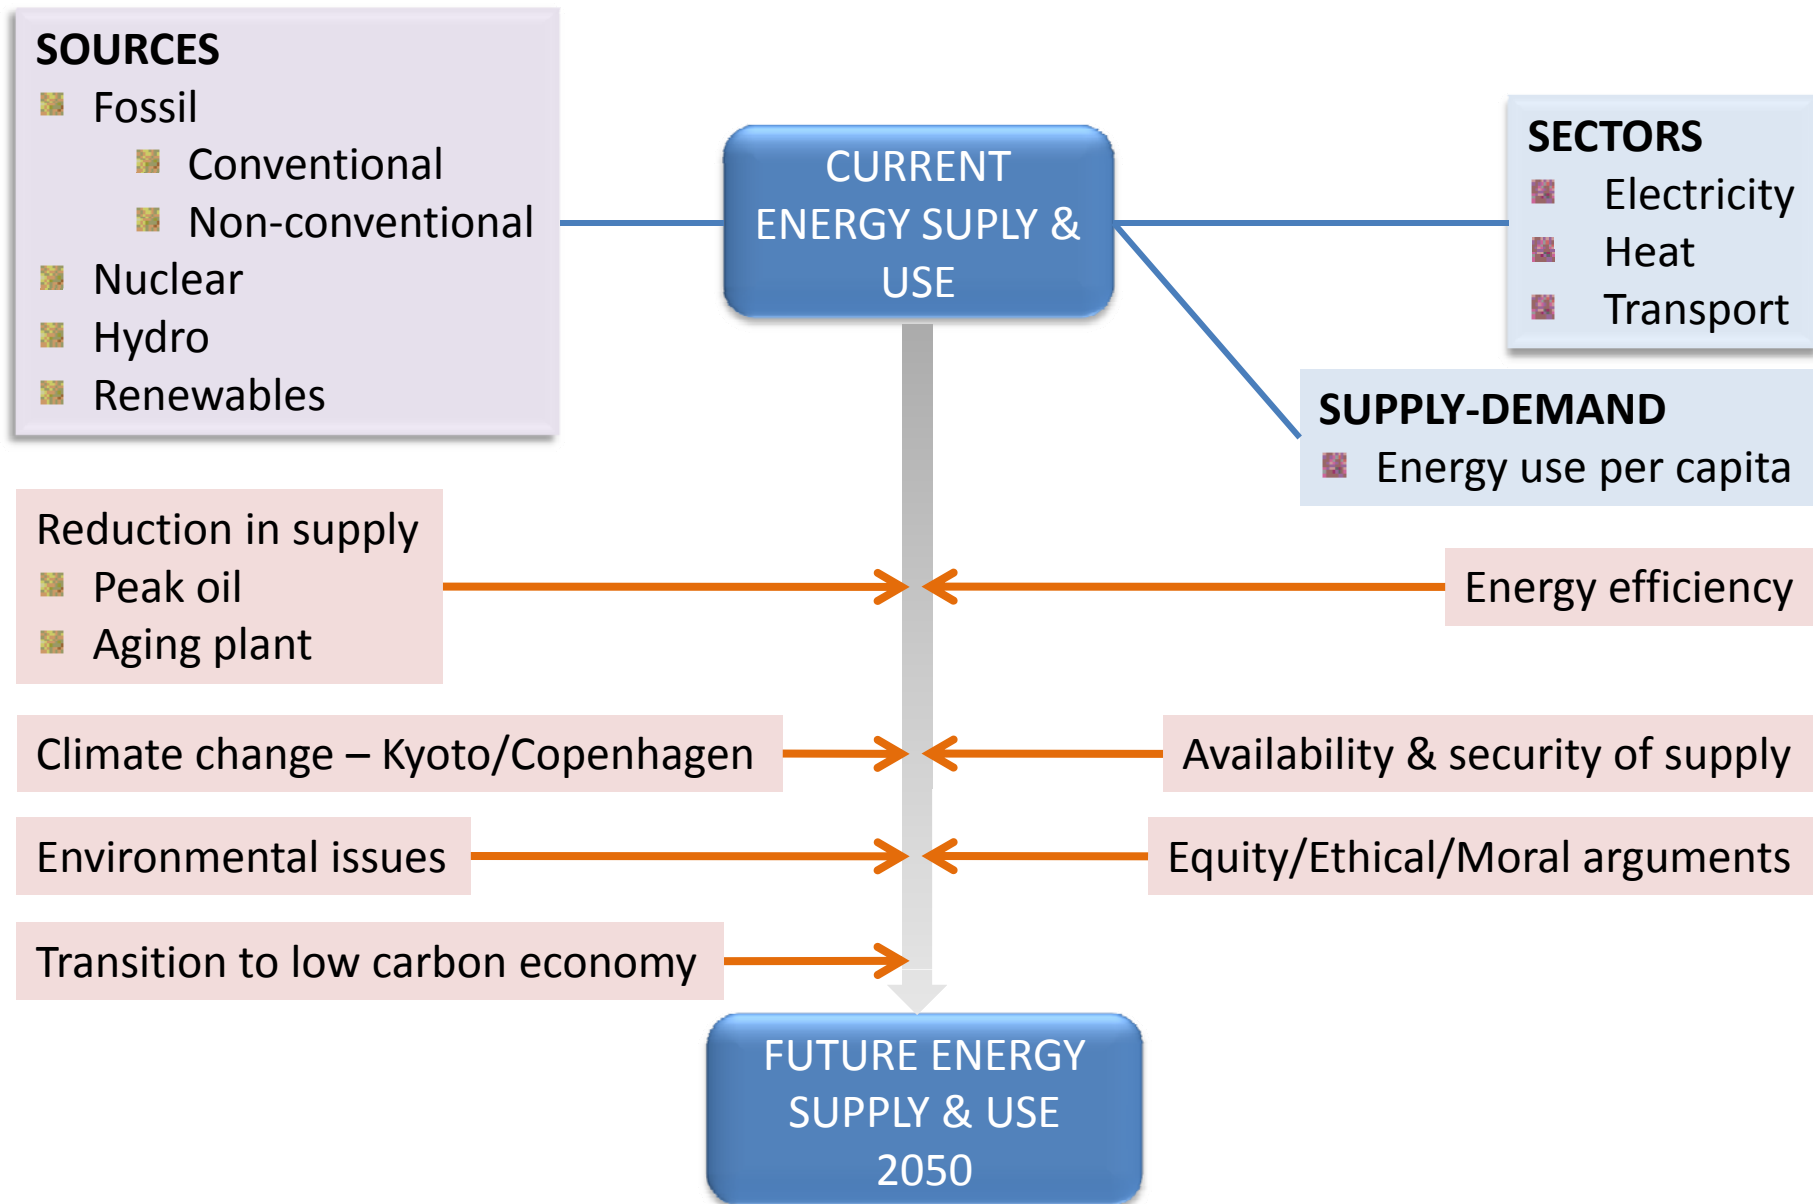 SOURCES
Fossil
Conventional
Non-conventional
Nuclear
Hydro
Renewables
CURRENT
ENERGY SUPLY &
USE
SECTORS
Electricity
Heat
Transport
SUPPLY-DEMAND
Energy use per capita
Reduction in supply
Peak oil
Aging plant
Energy efficiency
Climate change – Kyoto/Copenhagen
Availability & security of supply
Environmental issues
Equity/Ethical/Moral arguments
Transition to low carbon economy
FUTURE ENERGY
SUPPLY & USE
2050